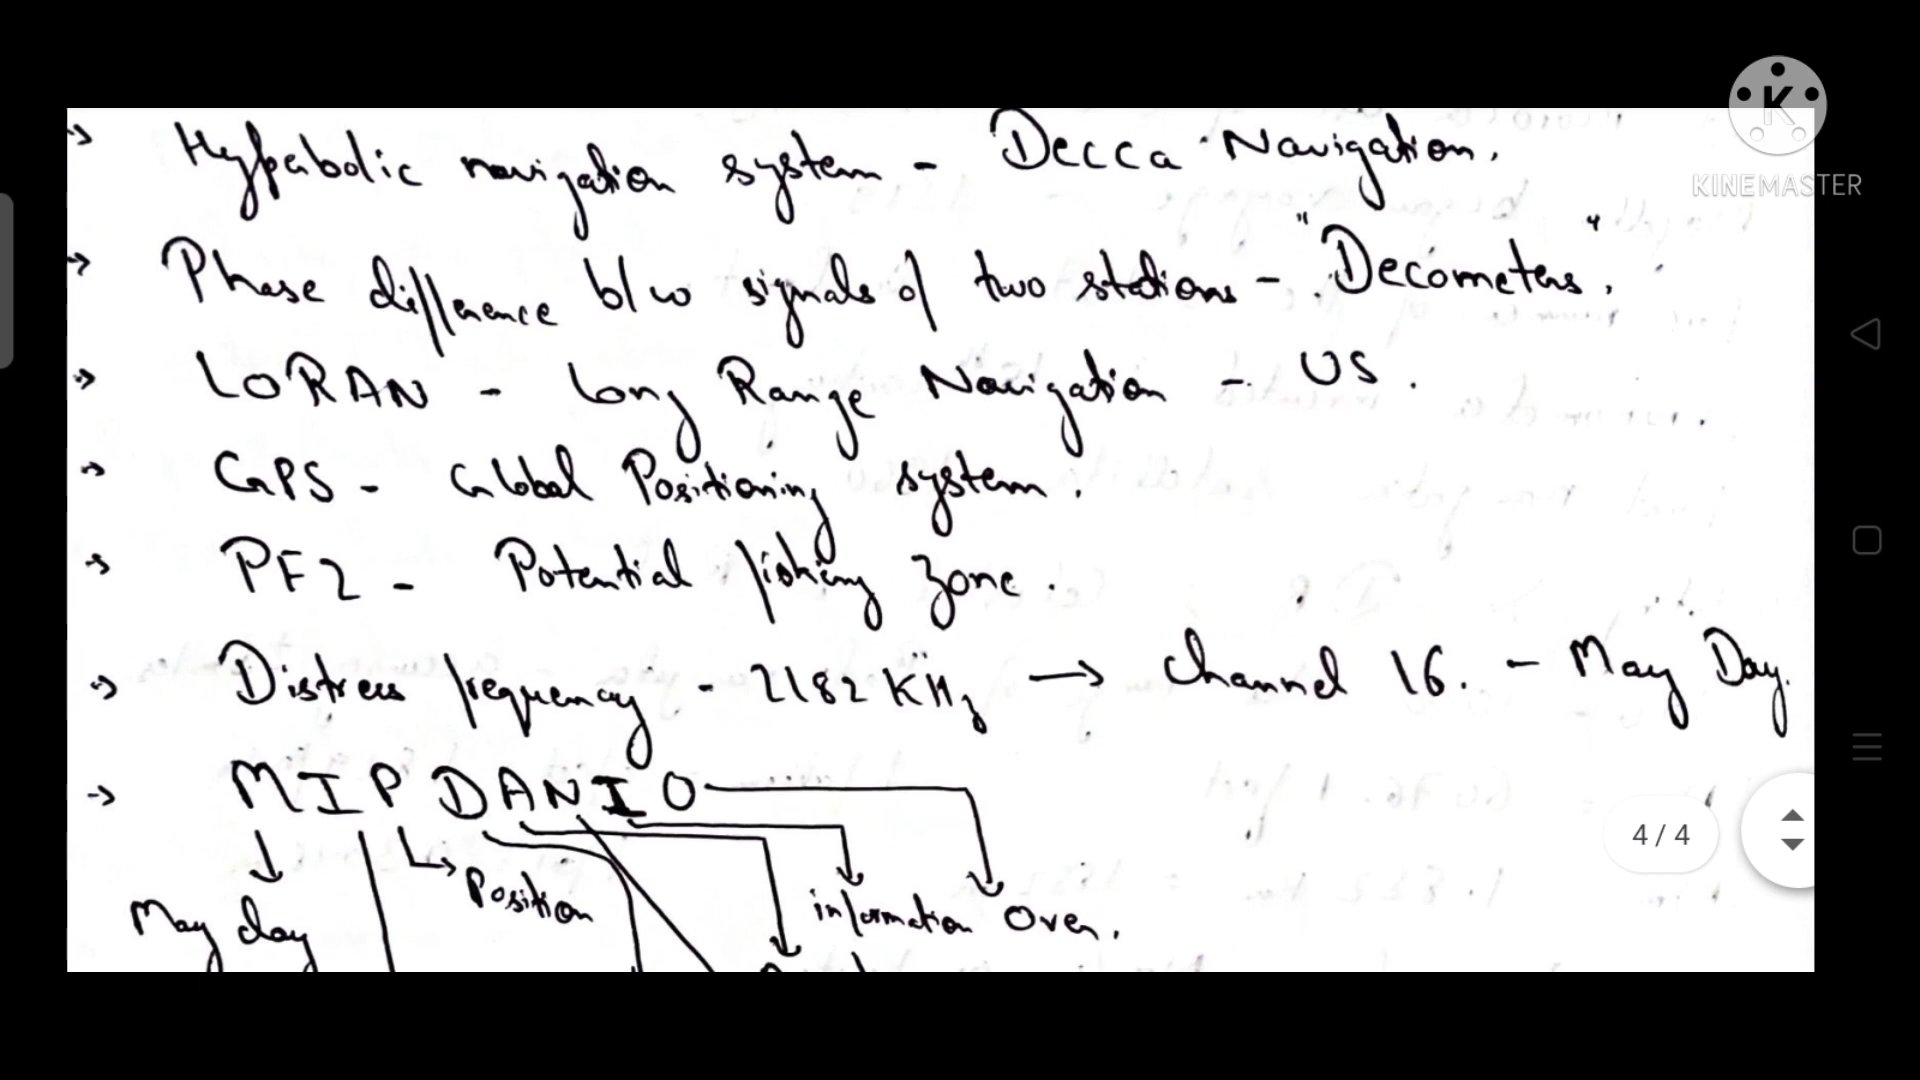 → Hypebolic navigation system - Decca Navigation.
→ Phase difference b/w signals of two stations - "Decometers".
→ LORAN - Long Range Navigation - US.
→ GPS - Global Positioning system.
→ PFZ - Potential fishing zone.
→ Distress frequency - 2182 KHz → Channel 16. - May Day.
→ MIPDANIO
Position
information Over.
May day
K
KINEMASTER
4 / 4